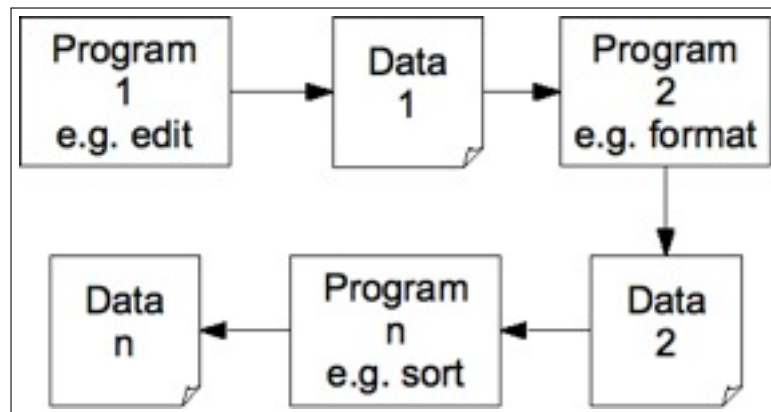 Program
1
e.g. edit
Data
1
Program
2
e.g. format
Data
2
Program
n
e.g. sort
Data
n